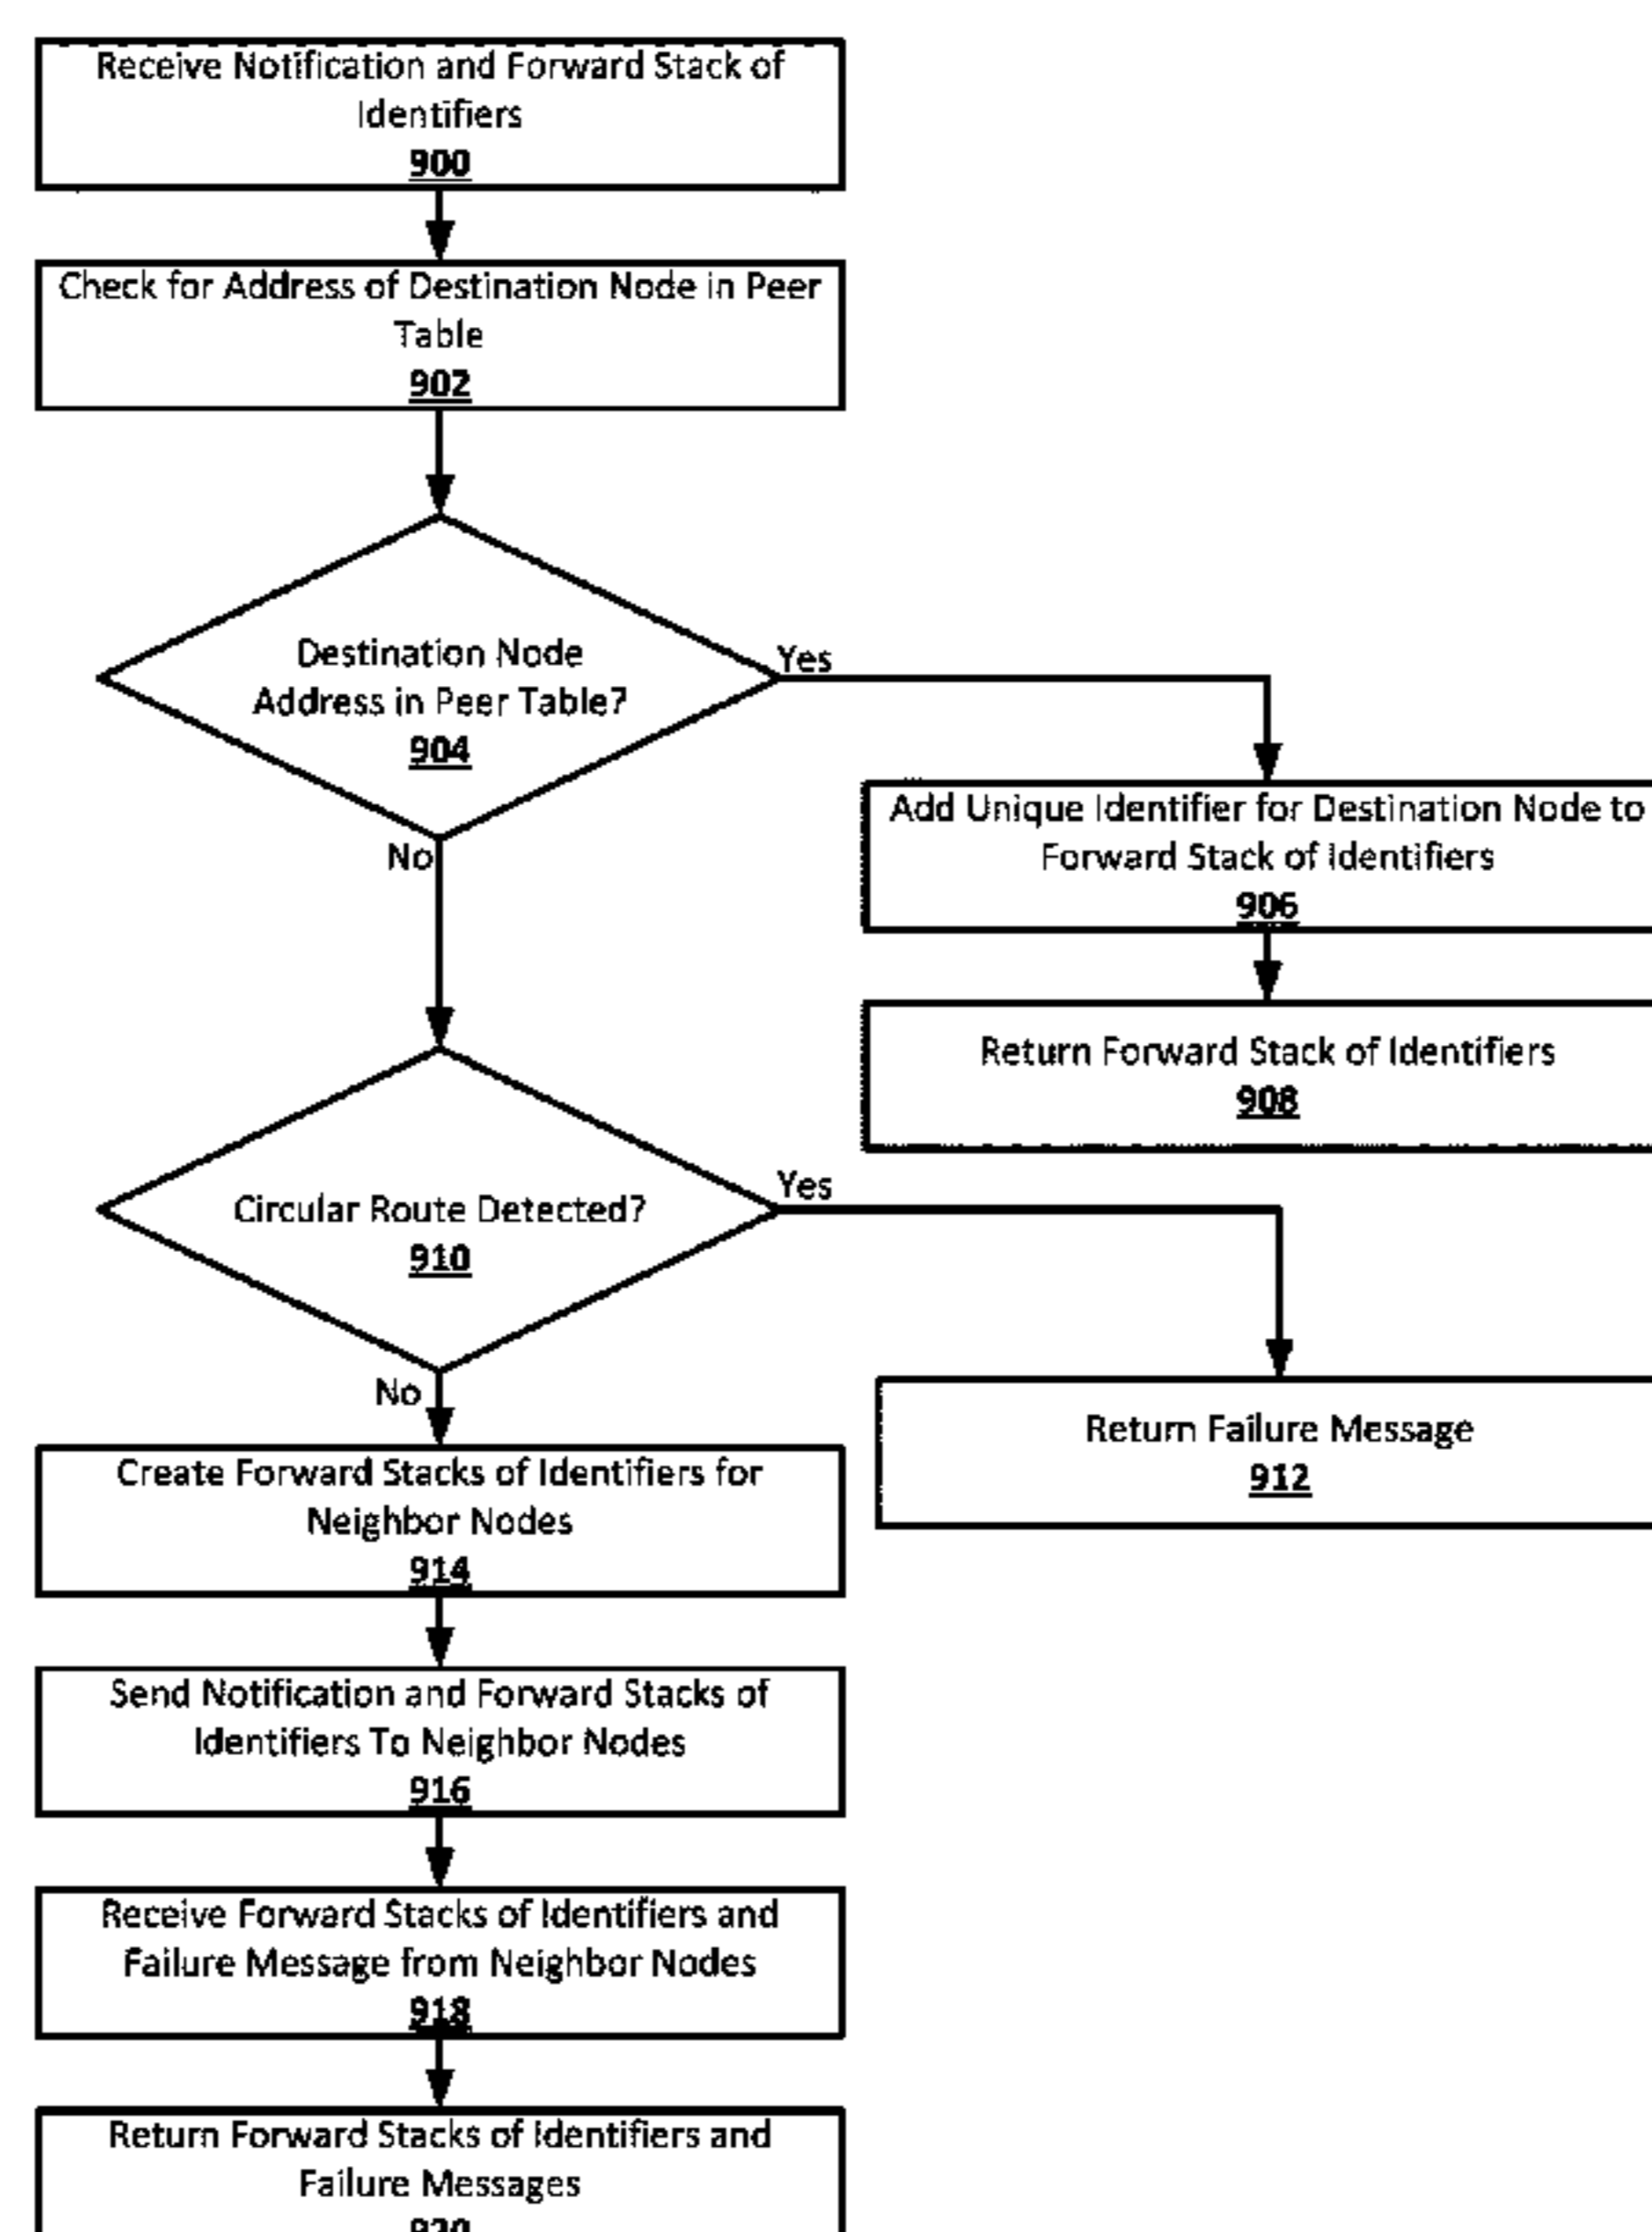 Receive Notification and Forward Stack of
Identifiers
900
Check for Address of Destination Node in Peer
Table
902
Destination Node
Address in Peer Table?
904
Yes
No
Add Unique Identifier for Destination Node to
Forward Stack of Identifiers
906
Return Forward Stack of Identifiers
908
Circular Route Detected?
910
Yes
No
Return Failure Message
912
Create Forward Stacks of Identifiers for
Neighbor Nodes
914
Send Notification and Forward Stacks of
Identifiers To Neighbor Nodes
916
Receive Forward Stacks of Identifiers and
Failure Message from Neighbor Nodes
918
Return Forward Stacks of Identifiers and
Failure Messages
920